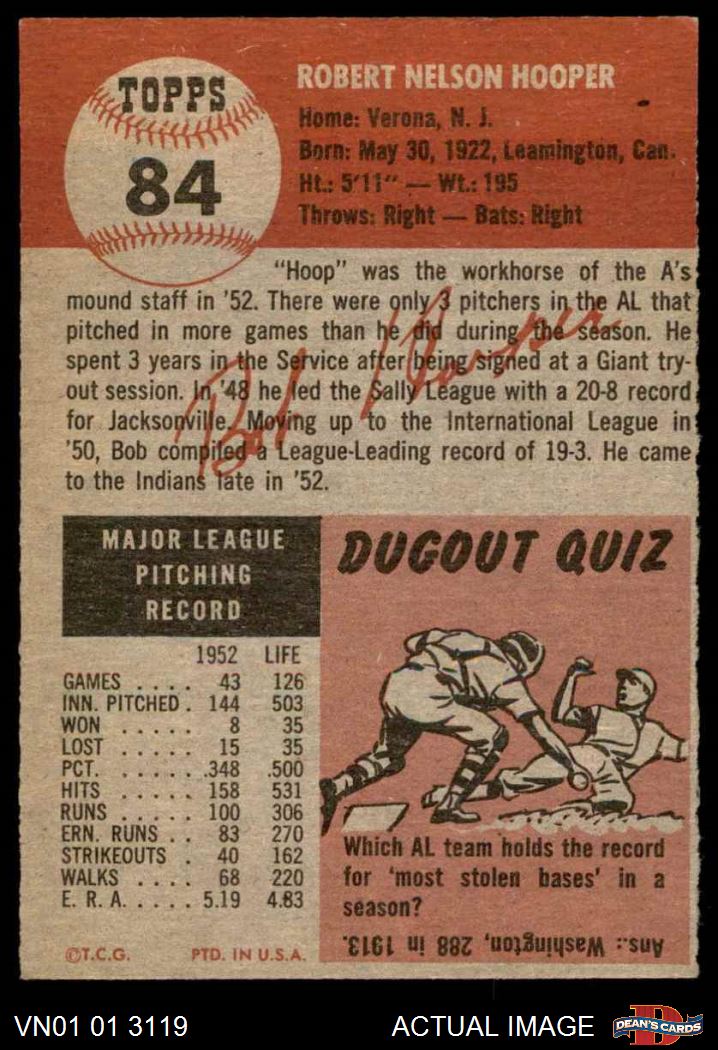 TOPPS
84
ROBERT NELSON HOOPER
Home: Verona, N. J.
Born: May 30, 1922, Leamington, Can.
Ht.: 5'11" — Wt.: 195
Throws: Right — Bats: Right
"Hoop" was the workhorse of the A's
mound staff in '52. There were only 3 pitchers in the AL that
pitched in more games than he did during the season. He
spent 3 years in the Service after being signed at a Giant try-
out session. In '48 he led the Sally League with a 20-8 record
for Jacksonville. Moving up to the International League in
'50, Bob compiled a League-Leading record of 19-3. He came
to the Indians late in '52.
Bob Hooper
MAJOR LEAGUE
PITCHING
RECORD
1952 LIFE
GAMES . . . . 43 126
INN. PITCHED . 144 503
WON . . . . . 8 35
LOST . . . . . 15 35
PCT. . . . . . .348 .500
HITS . . . . . 158 531
RUNS . . . . . 100 306
ERN. RUNS . . 83 270
STRIKEOUTS . 40 162
WALKS . . . . 68 220
E. R. A. . . . . 5.19 4.83
©T.C.G. PTD. IN U.S.A.
DUGOUT QUIZ
Which AL team holds the record
for 'most stolen bases' in a
season?
Ans.: Washington, 288 in 1913.
VN01 01 3119
ACTUAL IMAGE
D
DEAN'S CARDS